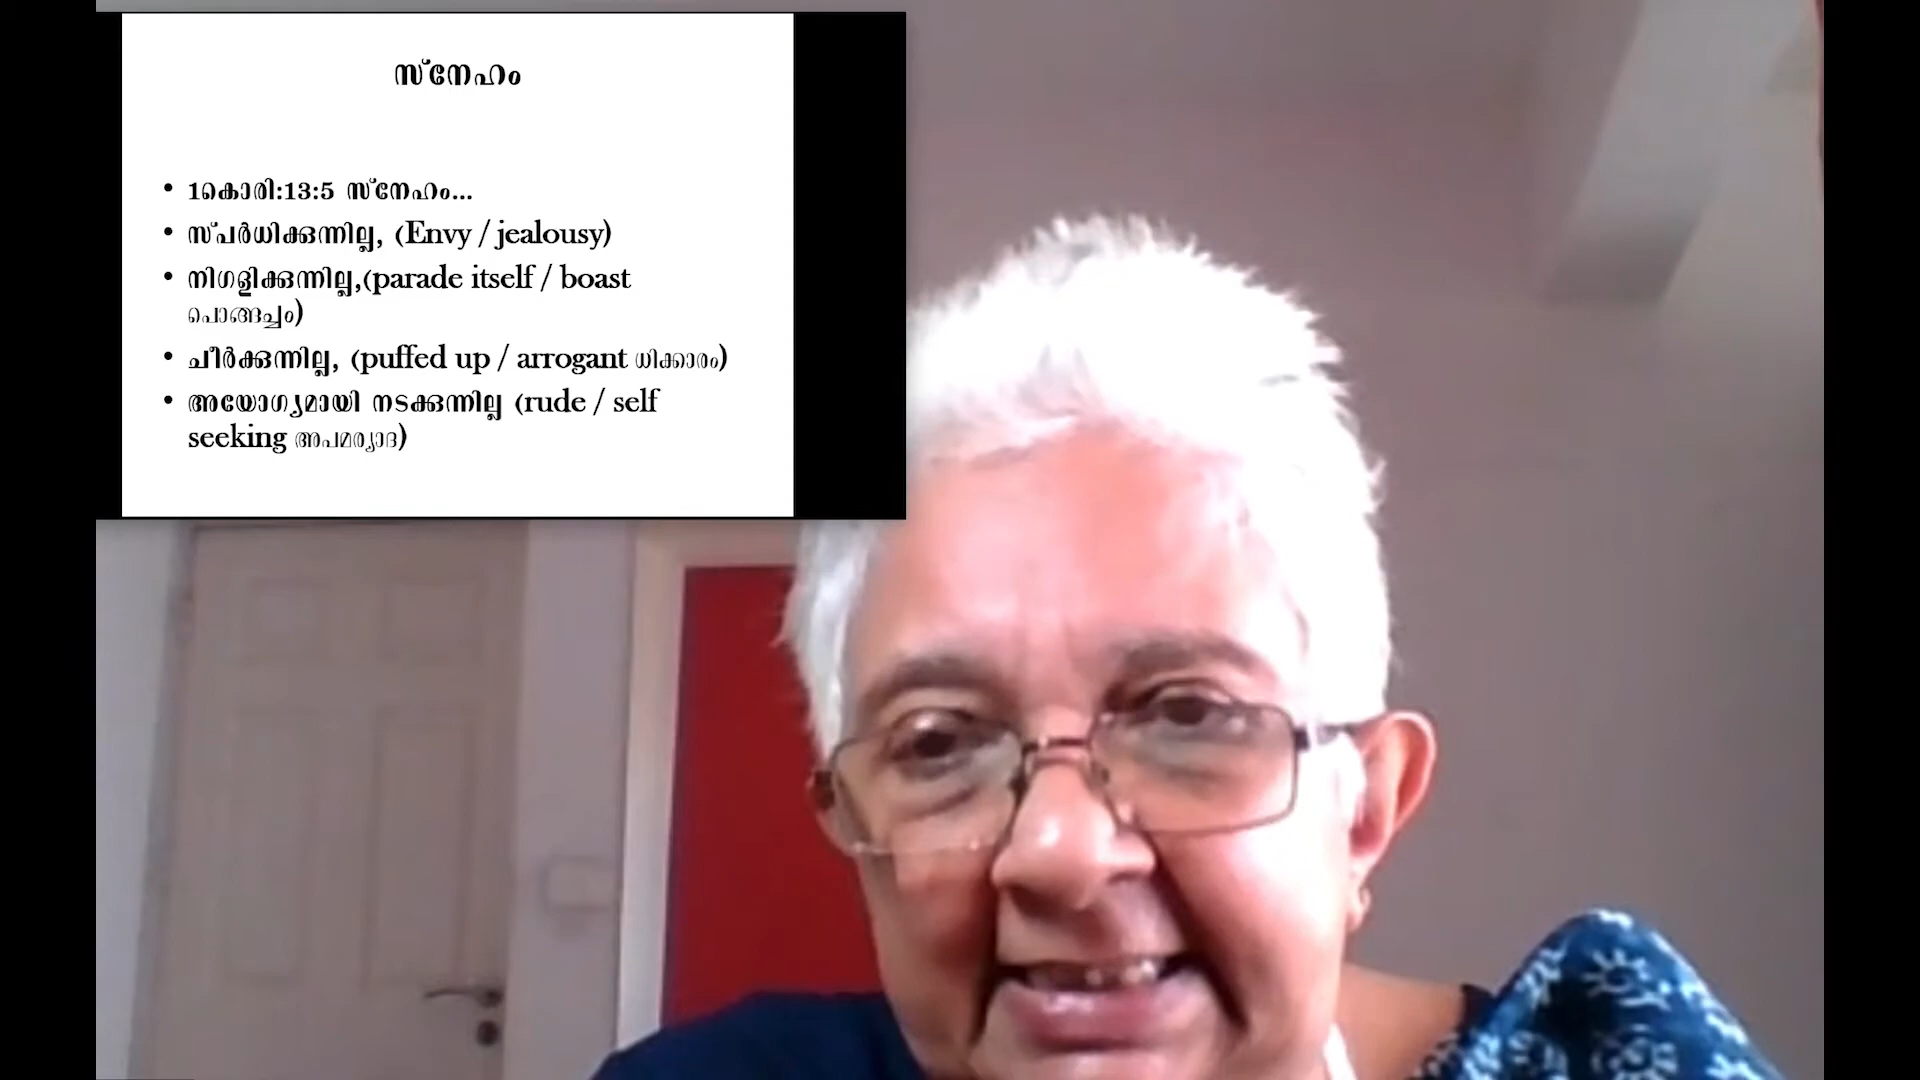 സ്നേഹം
• 1കൊരി:13:5 സ്നേഹം...
• സ്പർധിക്കുന്നില്ല, (Envy / jealousy)
• നിഗളിക്കുന്നില്ല,(parade itself / boast
പൊങ്ങച്ചം)
• ചീർക്കുന്നില്ല, (puffed up / arrogant ധിക്കാരം)
• അയോഗ്യമായി നടക്കുന്നില്ല (rude / self
seeking അപമര്യാദ)